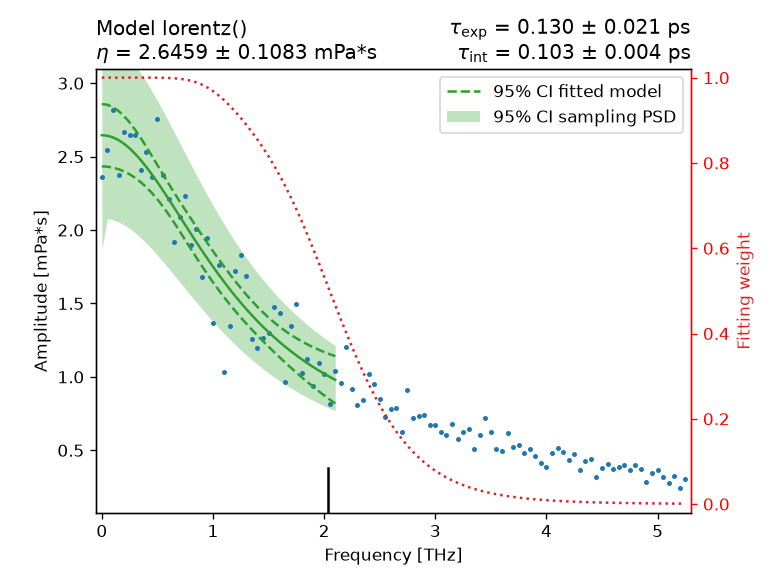 Model lorentz()
η = 2.6459 ± 0.1083 mPa*s
τexp = 0.130 ± 0.021 ps
τint = 0.103 ± 0.004 ps
95% CI fitted model
95% CI sampling PSD
Amplitude [mPa*s]
3.0
2.5
2.0
1.5
1.0
0.5
1.0
0.8
0.6
0.4
0.2
0.0
Fitting weight
0 1 2 3 4 5
Frequency [THz]